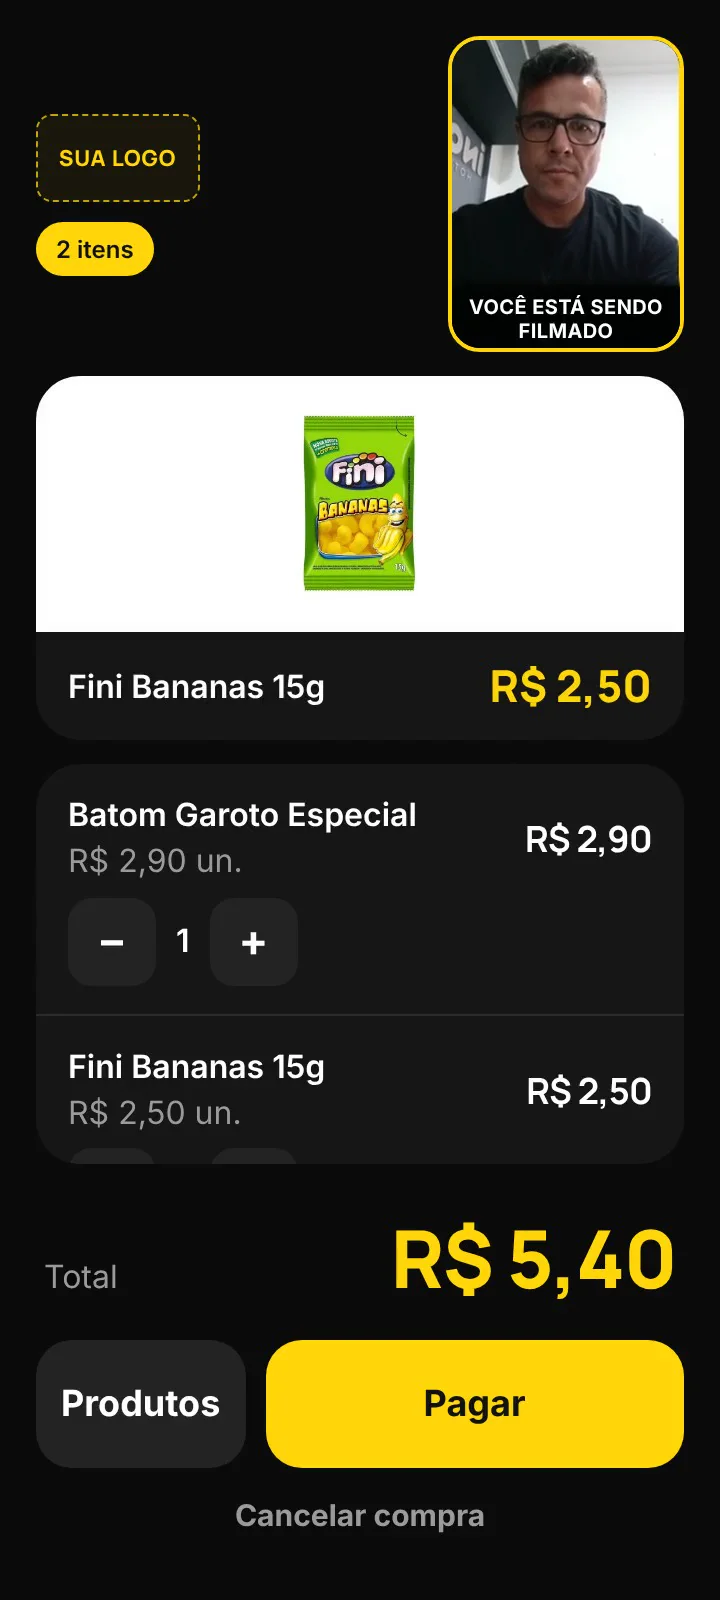 SUA LOGO
2 itens
VOCÊ ESTÁ SENDO
FILMADO
Fini
BANANAS
15g
Fini Bananas 15g
R$ 2,50
Batom Garoto Especial
R$ 2,90 un.
R$ 2,90
− 1 +
Fini Bananas 15g
R$ 2,50 un.
R$ 2,50
Total
R$ 5,40
Produtos
Pagar
Cancelar compra